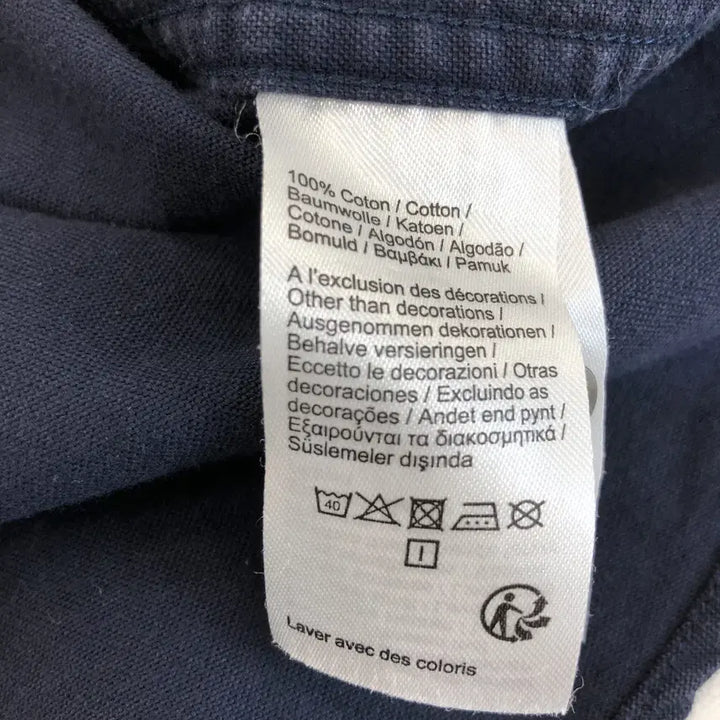 100% Coton / Cotton /
Baumwolle / Katoen /
Cotone / Algodón / Algodão /
Bomuld / Βαμβάκι / Pamuk
A l'exclusion des décorations /
Other than decorations /
Ausgenommen dekorationen /
Behalve versieringen /
Eccetto le decorazioni / Otras
decoraciones / Excluindo as
decorações / Andet end pynt /
Εξαιρούνται τα διακοσμητικά /
Süslemeler dışında
40
I
Laver avec des coloris